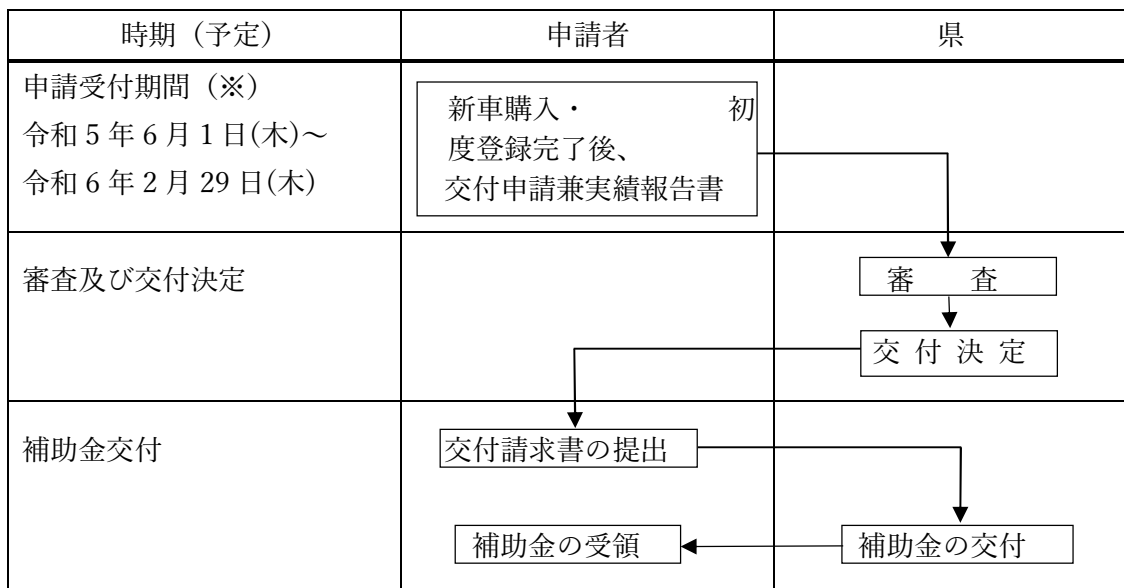 時期（予定） 申請者 県
申請受付期間（※）
令和5年6月1日(木)～
令和6年2月29日(木)
新車購入・ 初
度登録完了後、
交付申請兼実績報告書
審査及び交付決定
審 査
交 付 決 定
補助金交付
交付請求書の提出
補助金の受領
補助金の交付